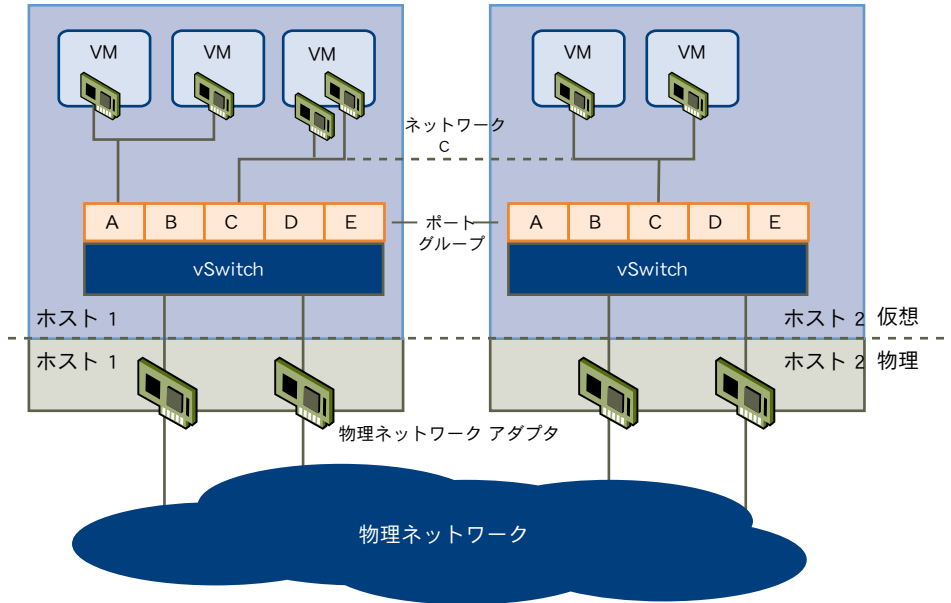 VM
VM
VM
VM
VM
ネットワーク
C
A B C D E
ポート
グループ
A B C D E
vSwitch
vSwitch
ホスト 1
ホスト 2 仮想
ホスト 1
ホスト 2 物理
物理ネットワーク アダプタ
物理ネットワーク